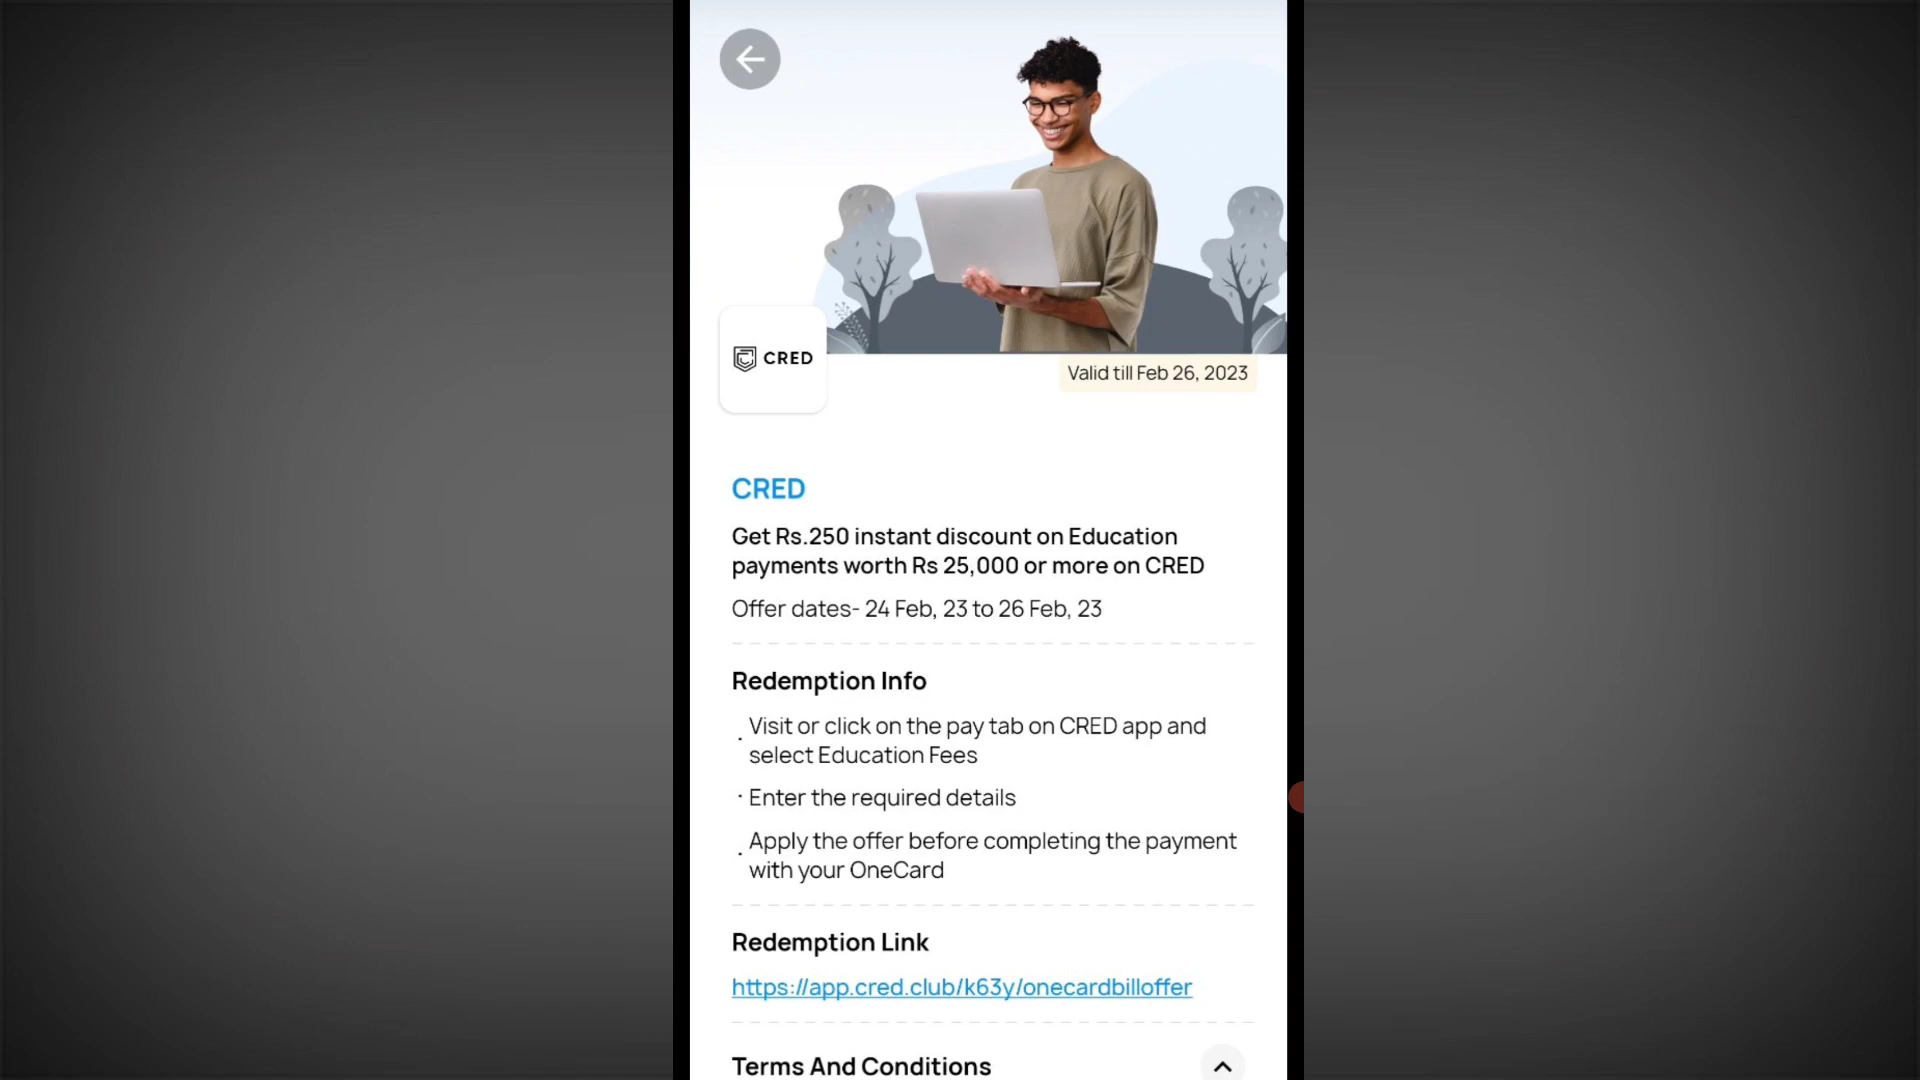 CRED
Valid till Feb 26, 2023
CRED
Get Rs.250 instant discount on Education
payments worth Rs 25,000 or more on CRED
Offer dates- 24 Feb, 23 to 26 Feb, 23
Redemption Info
· Visit or click on the pay tab on CRED app and
select Education Fees
· Enter the required details
· Apply the offer before completing the payment
with your OneCard
Redemption Link
https://app.cred.club/k63y/onecardbilloffer
Terms And Conditions